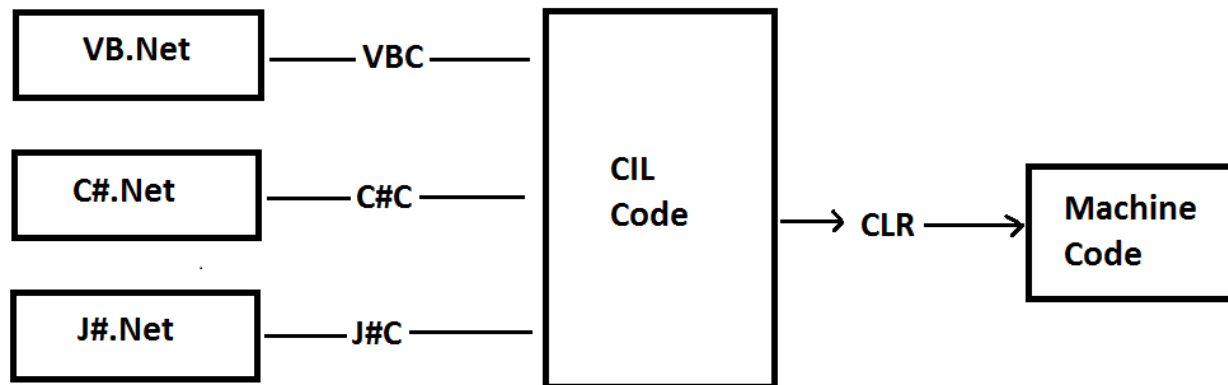 VB.Net
VBC
C#.Net
C#C
J#.Net
J#C
CIL
Code
CLR
Machine
Code